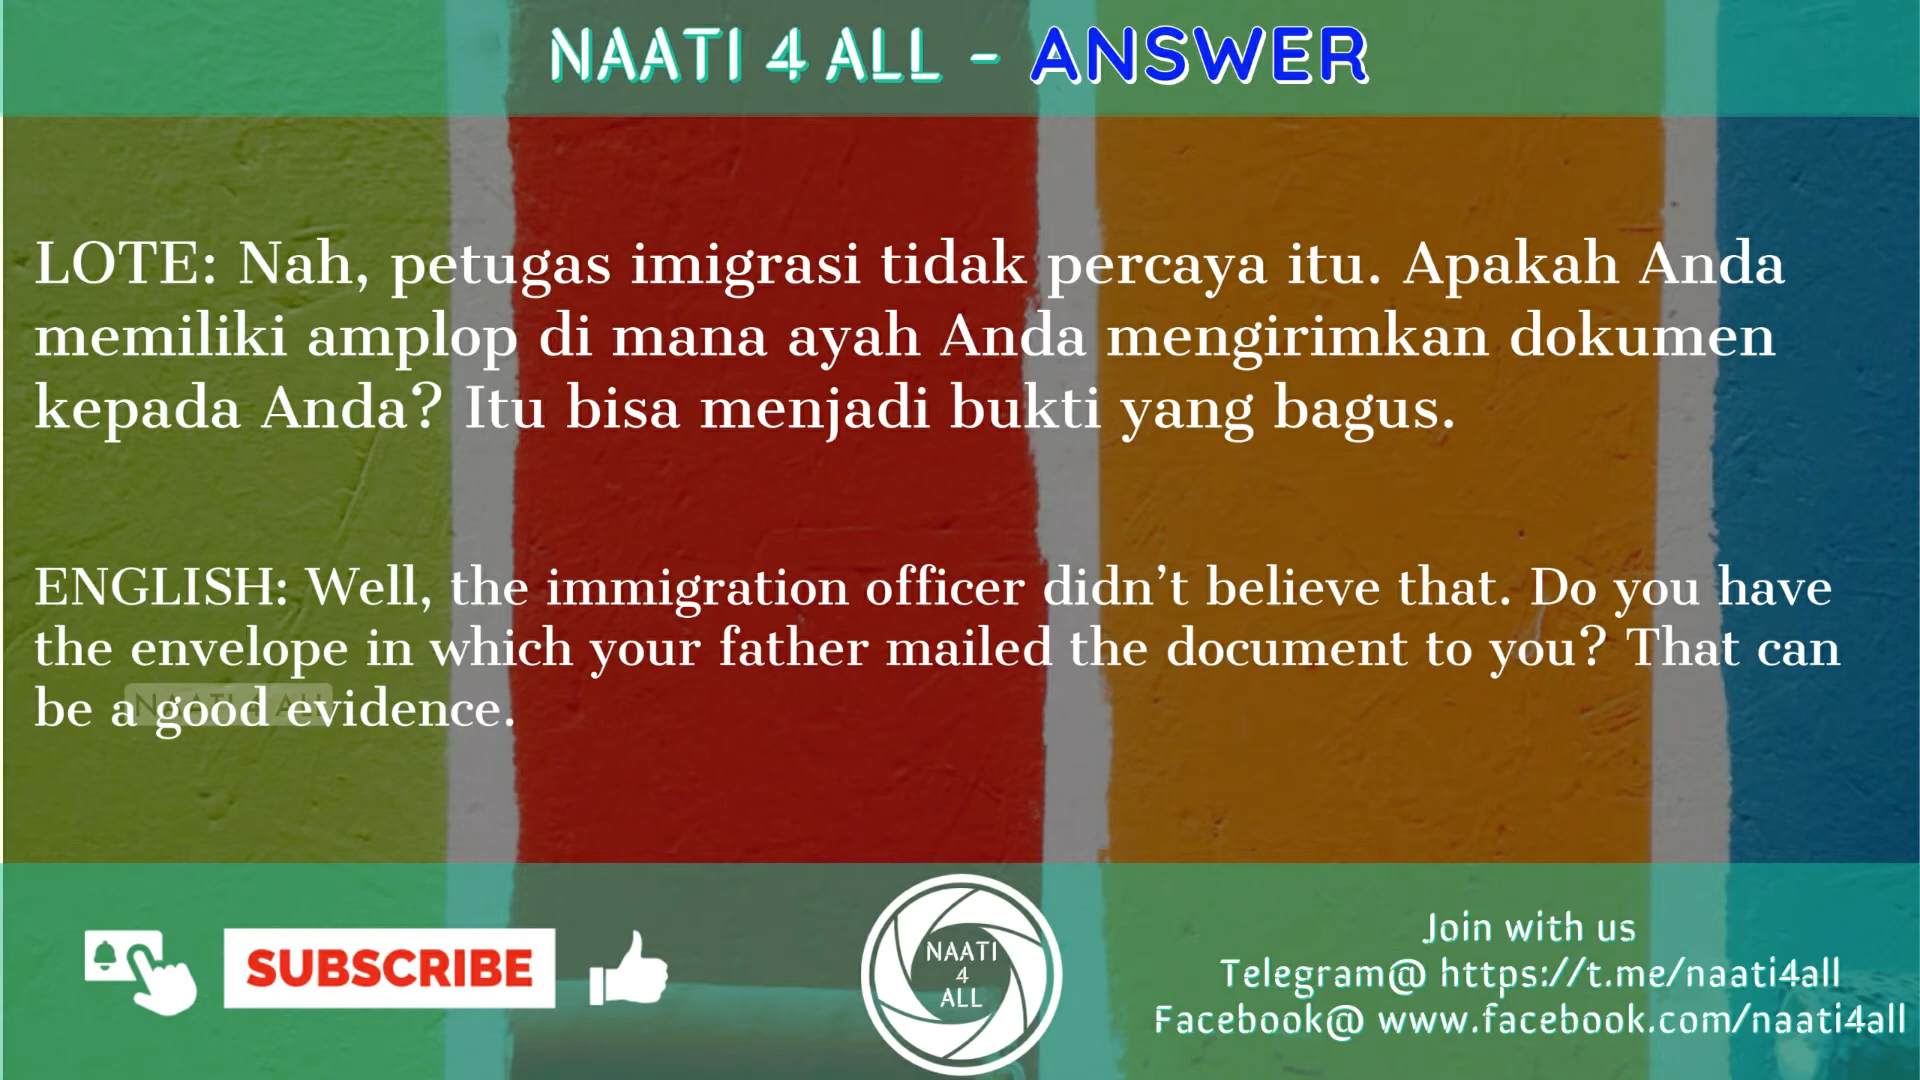 NAATI 4 ALL - ANSWER
LOTE: Nah, petugas imigrasi tidak percaya itu. Apakah Anda
memiliki amplop di mana ayah Anda mengirimkan dokumen
kepada Anda? Itu bisa menjadi bukti yang bagus.
ENGLISH: Well, the immigration officer didn’t believe that. Do you have
the envelope in which your father mailed the document to you? That can
be a good evidence.
NAATI 4 ALL
SUBSCRIBE
NAATI
4
ALL
Join with us
Telegram@ https://t.me/naati4all
Facebook@ www.facebook.com/naati4all